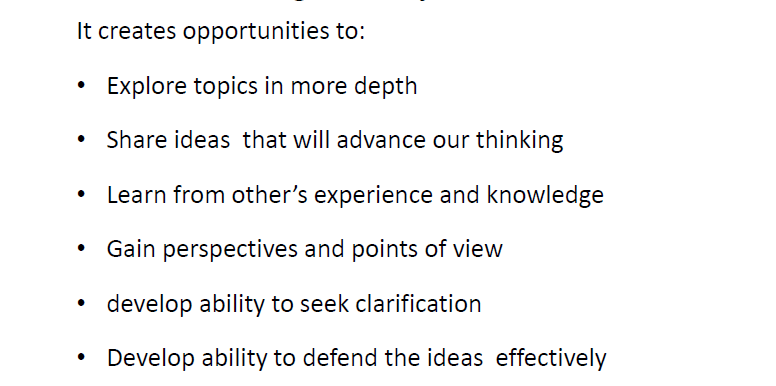 It creates opportunities to:
• Explore topics in more depth
• Share ideas  that will advance our thinking
• Learn from other’s experience and knowledge
• Gain perspectives and points of view
• develop ability to seek clarification
• Develop ability to defend the ideas  effectively